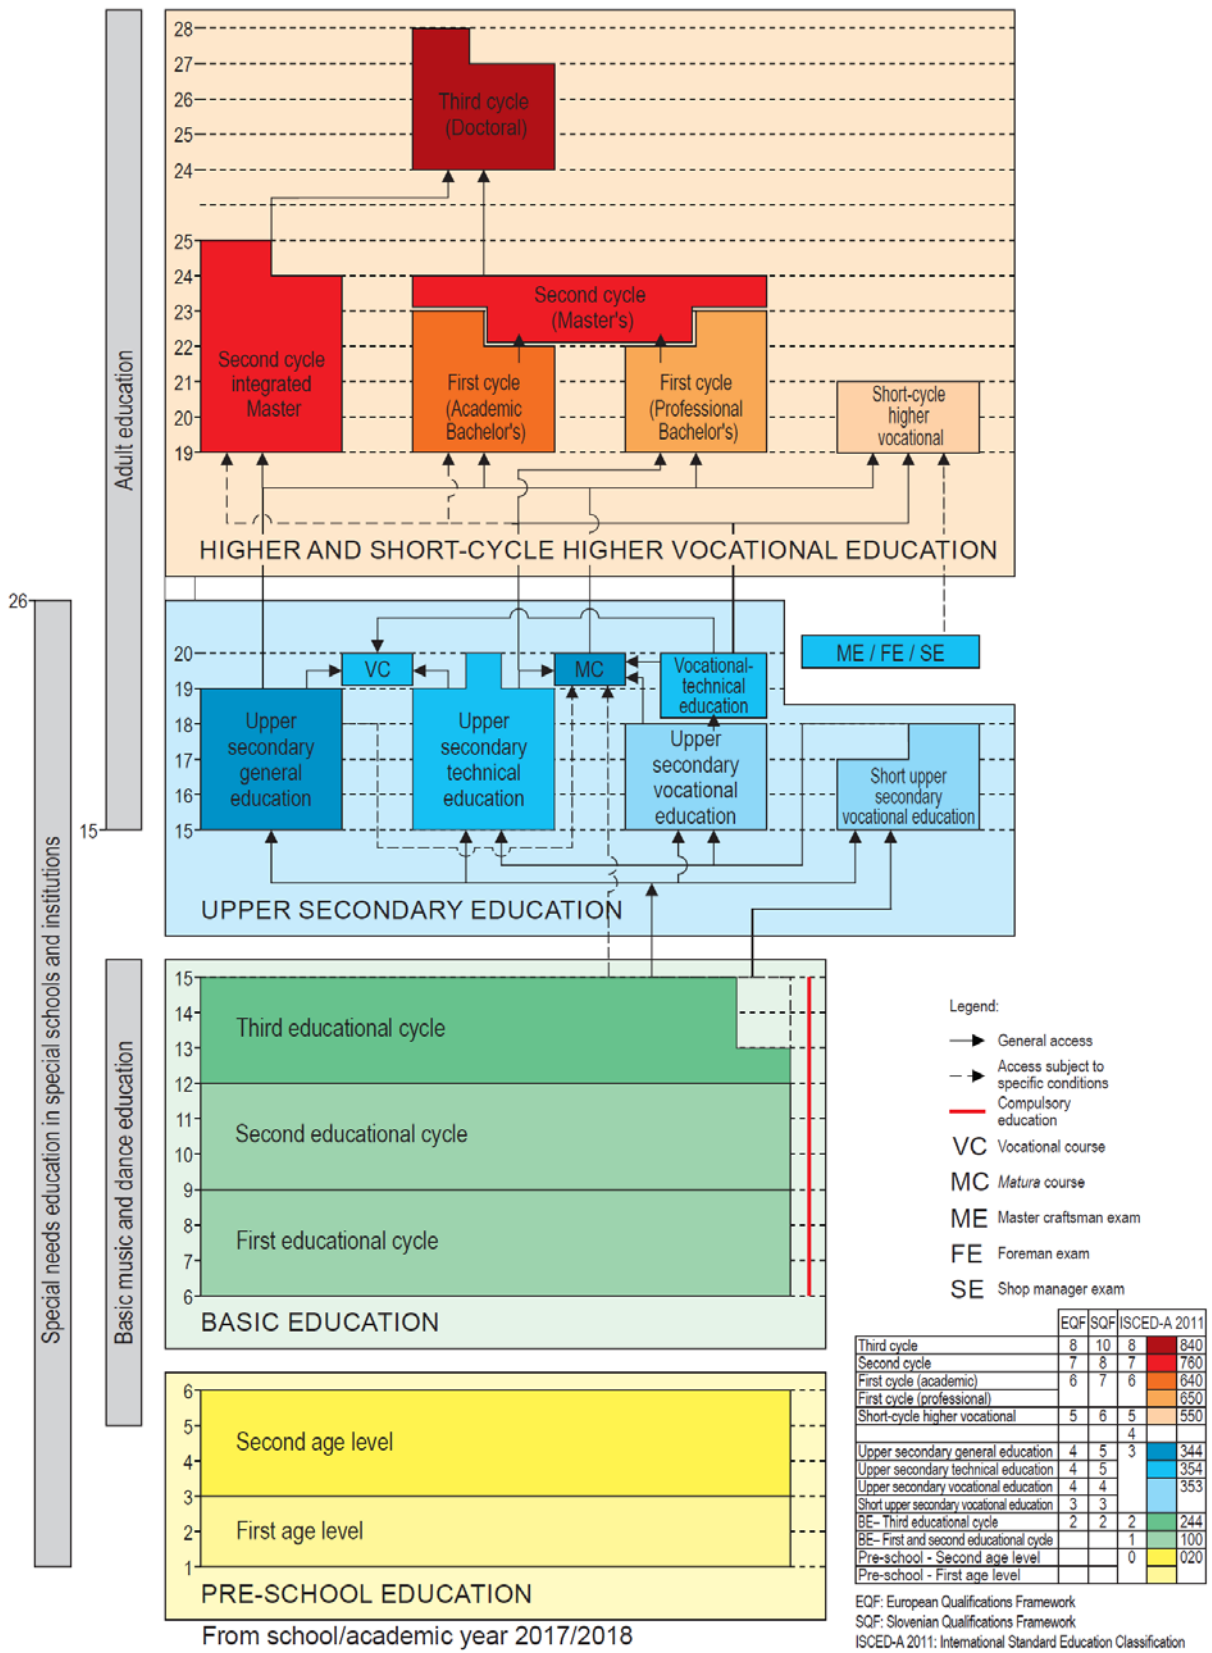 28
27
26
25
24
25
24
23
22
21
20
19
Third cycle
(Doctoral)
Second cycle
(Master's)
Second cycle
integrated
Master
First cycle
(Academic
Bachelor's)
First cycle
(Professional
Bachelor's)
Short-cycle
higher
vocational
HIGHER AND SHORT-CYCLE HIGHER VOCATIONAL EDUCATION
Adult education
26
15
20
19
18
17
16
15
VC
MC
Vocational-
technical
education
ME / FE / SE
Upper
secondary
general
education
Upper
secondary
technical
education
Upper
secondary
vocational
education
Short upper
secondary
vocational education
UPPER SECONDARY EDUCATION
Special needs education in special schools and institutions
Basic music and dance education
15
14
13
12
11
10
9
8
7
6
Third educational cycle
Second educational cycle
First educational cycle
BASIC EDUCATION
6
5
4
3
2
1
Second age level
First age level
PRE-SCHOOL EDUCATION
From school/academic year 2017/2018
Legend:
General access
Access subject to
specific conditions
Compulsory
education
VC Vocational course
MC Matura course
ME Master craftsman exam
FE Foreman exam
SE Shop manager exam
EQF SQF ISCED-A 2011
Third cycle 8 10 8 840
Second cycle 7 8 7 760
First cycle (academic) 6 7 6 640
First cycle (professional) 650
Short-cycle higher vocational 5 6 5 550
4
Upper secondary general education 4 5 3 344
Upper secondary technical education 4 5 354
Upper secondary vocational education 4 4 353
Short upper secondary vocational education 3 3
BE– Third educational cycle 2 2 2 244
BE– First and second educational cycle 1 100
Pre-school - Second age level 0 020
Pre-school - First age level
EQF: European Qualifications Framework
SQF: Slovenian Qualifications Framework
ISCED-A 2011: International Standard Education Classification